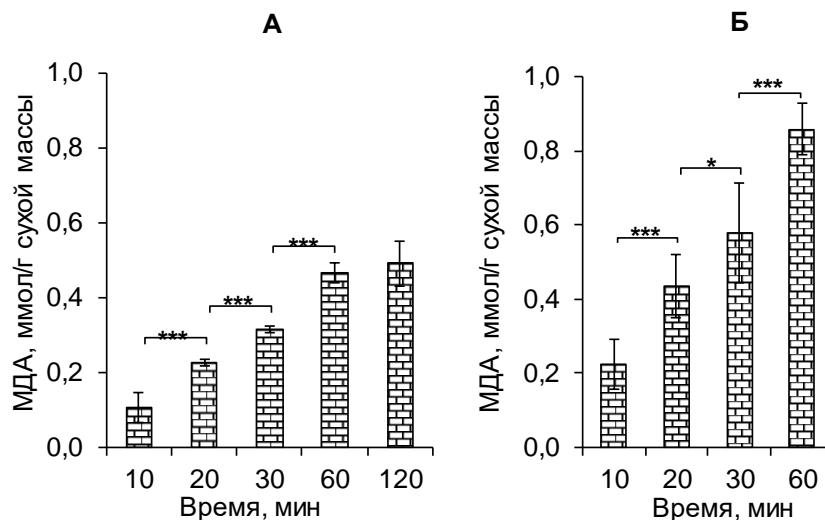 А
МДА, ммол/г сухой массы
1,0
0,8
0,6
0,4
0,2
0,0
***
***
***
10 20 30 60 120
Время, мин
Б
МДА, ммол/г сухой массы
1,0
0,8
0,6
0,4
0,2
0,0
***
*
***
10 20 30 60
Время, мин